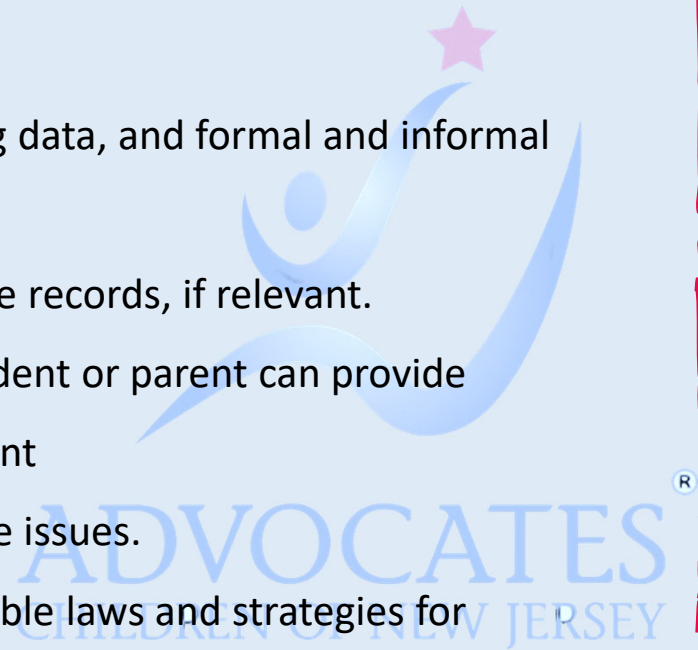 g data, and formal and informal
e records, if relevant.
dent or parent can provide
nt
®
e issues.
ADVOCATES
ble laws and strategies for
CHILDREN OF NEW JERSEY